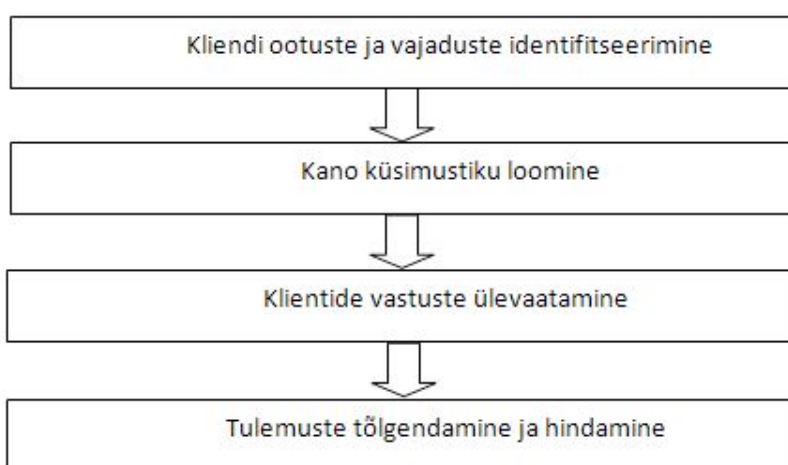 Kliendi ootuste ja vajaduste identifitseerimine
Kano küsimustiku loomine
Klientide vastuste ülevaatamine
Tulemuste tõlgendamine ja hindamine